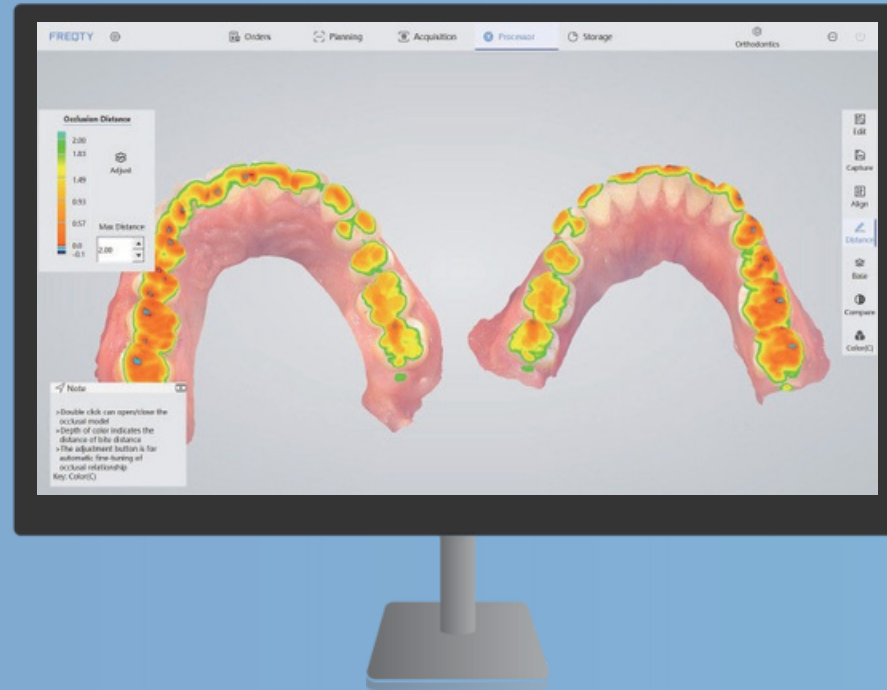 FREQTY
Orders
Planning
Acquisition
Processor
Storage
Orthodontics
Occlusion Distance
2.00
1.83
1.49
0.93
0.57
0.0
-0.1
Adjust
Max Distance
2.00
Edit
Capture
Align
Distance
Base
Compare
Color(C)
Note
>Double click can open/close the
occlusal model
>Depth of color indicates the
distance of bite distance
>The adjustment button is for
automatic fine-tuning of
occlusal relationship
Key: Color(C)